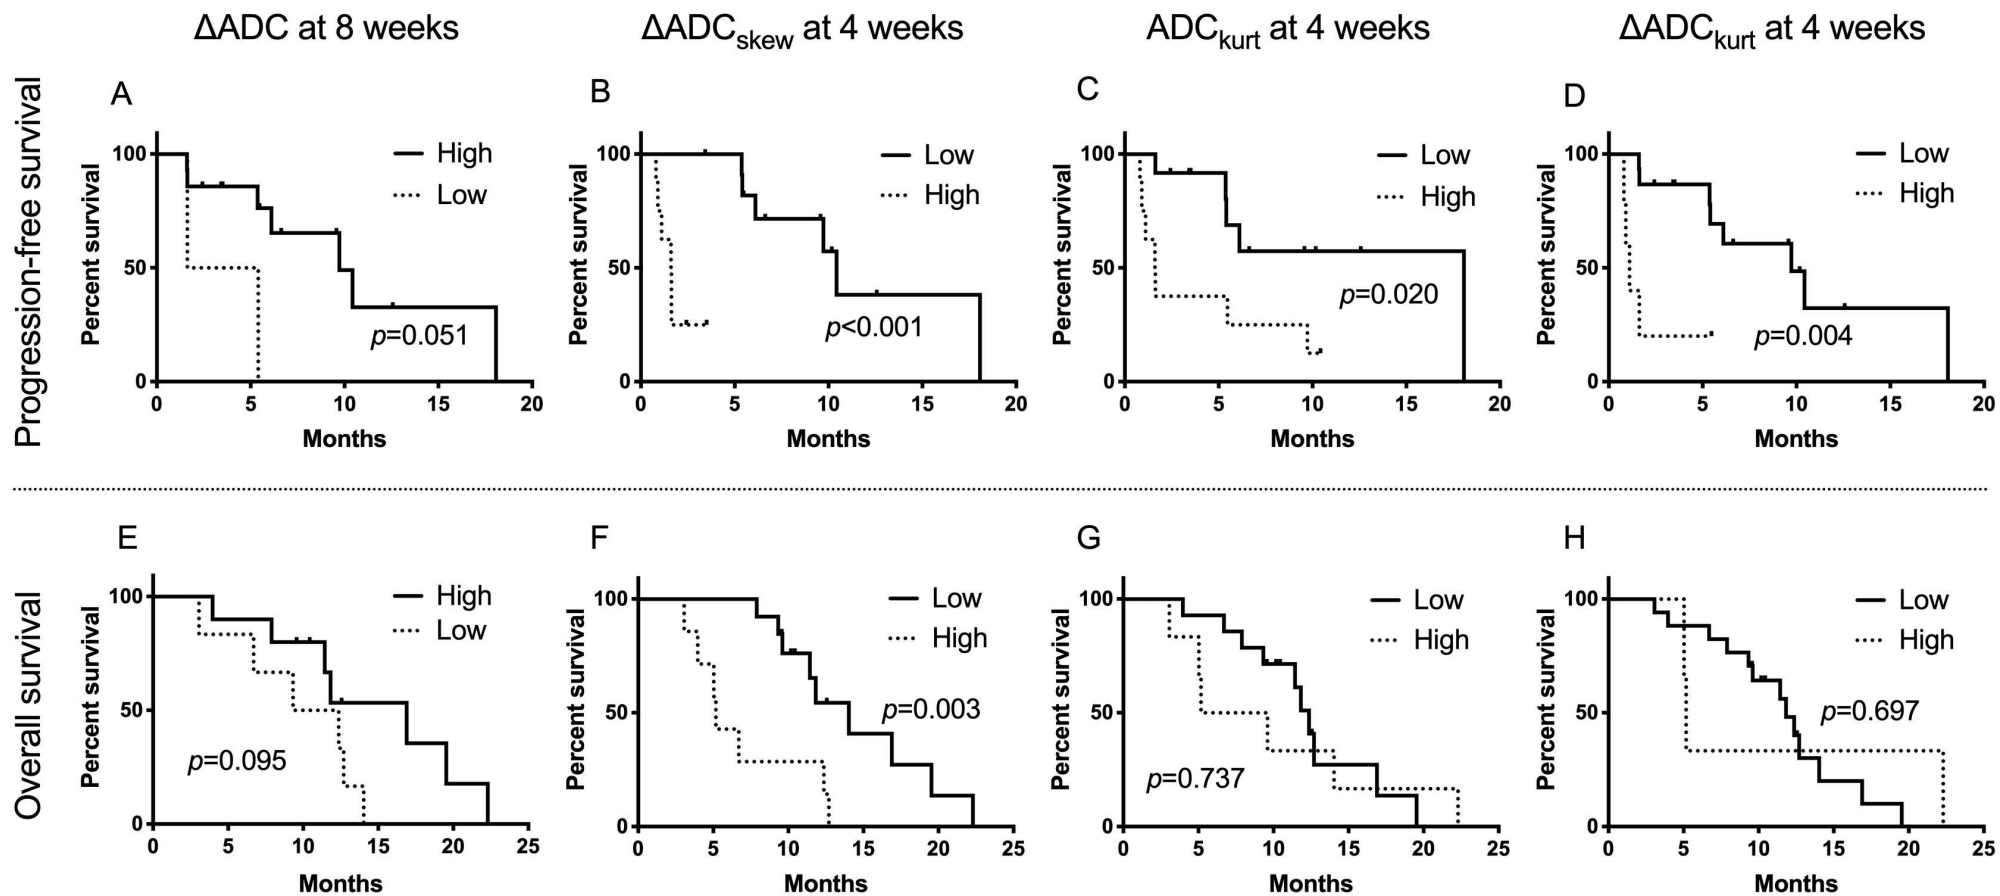 ΔADC at 8 weeks
ΔADCskew at 4 weeks
ADCkurt at 4 weeks
ΔADCkurt at 4 weeks
Progression-free survival
A
Percent survival
100
50
0
0 5 10 15 20
Months
High
Low
p=0.051
B
Percent survival
100
50
0
0 5 10 15 20
Months
Low
High
p<0.001
C
Percent survival
100
50
0
0 5 10 15 20
Months
Low
High
p=0.020
D
Percent survival
100
50
0
0 5 10 15 20
Months
Low
High
p=0.004
Overall survival
E
Percent survival
100
50
0
0 5 10 15 20 25
Months
High
Low
p=0.095
F
Percent survival
100
50
0
0 5 10 15 20 25
Months
Low
High
p=0.003
G
Percent survival
100
50
0
0 5 10 15 20 25
Months
Low
High
p=0.737
H
Percent survival
100
50
0
0 5 10 15 20 25
Months
Low
High
p=0.697